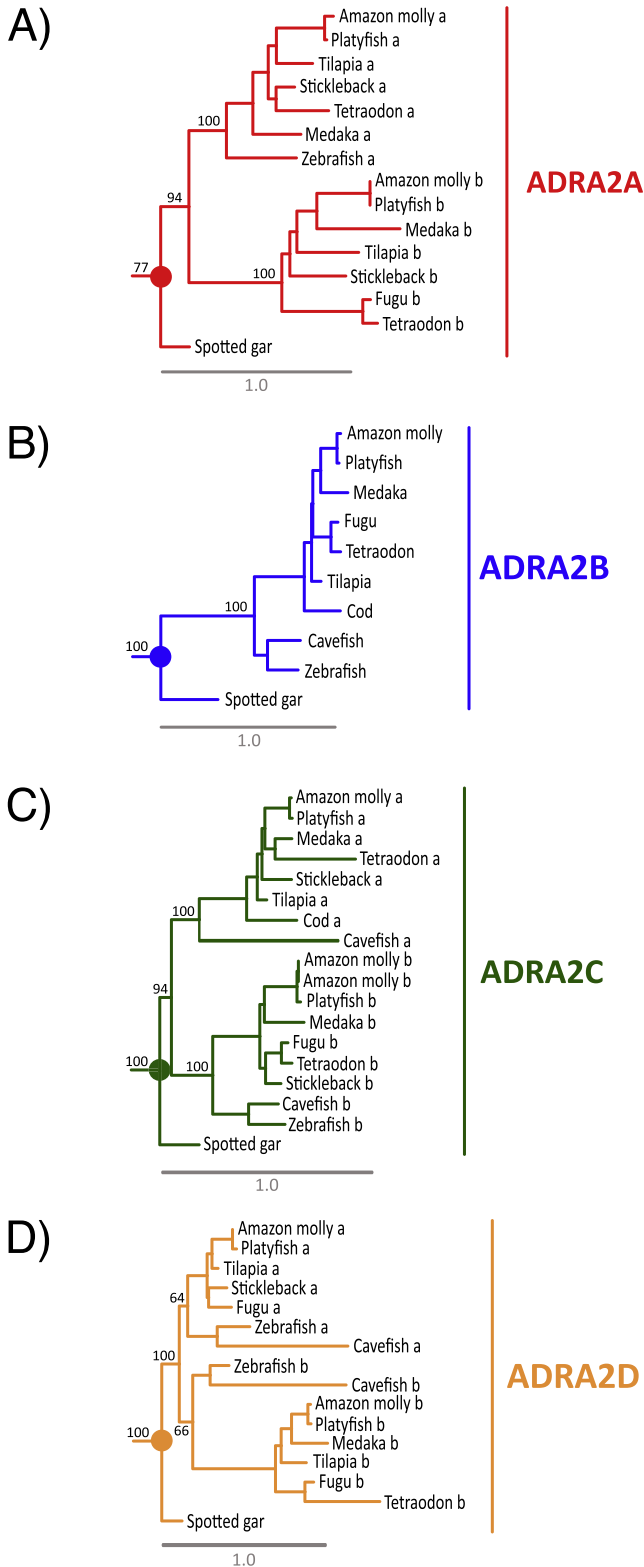 A)
Amazon molly a
Platyfish a
Tilapia a
Stickleback a
100
Tetraodon a
Medaka a
Zebrafish a
Amazon molly b
ADRA2A
94
Platyfish b
Medaka b
Tilapia b
77
100
Stickleback b
Fugu b
Tetraodon b
Spotted gar
1.0
B)
Amazon molly
Platyfish
Medaka
Fugu
Tetraodon
ADRA2B
Tilapia
100
Cod
Cavefish
100
Zebrafish
Spotted gar
1.0
C)
Amazon molly a
Platyfish a
Medaka a
Tetraodon a
Stickleback a
Tilapia a
100
Cod a
Cavefish a
Amazon molly b
ADRA2C
94
Amazon molly b
Platyfish b
Medaka b
Fugu b
100
100
Tetraodon b
Stickleback b
Cavefish b
Zebrafish b
Spotted gar
1.0
D)
Amazon molly a
Platyfish a
Tilapia a
Stickleback a
64
Fugu a
Zebrafish a
Cavefish a
100
Zebrafish b
ADRA2D
Cavefish b
Amazon molly b
Platyfish b
66
100
Medaka b
Tilapia b
Fugu b
Tetraodon b
Spotted gar
1.0